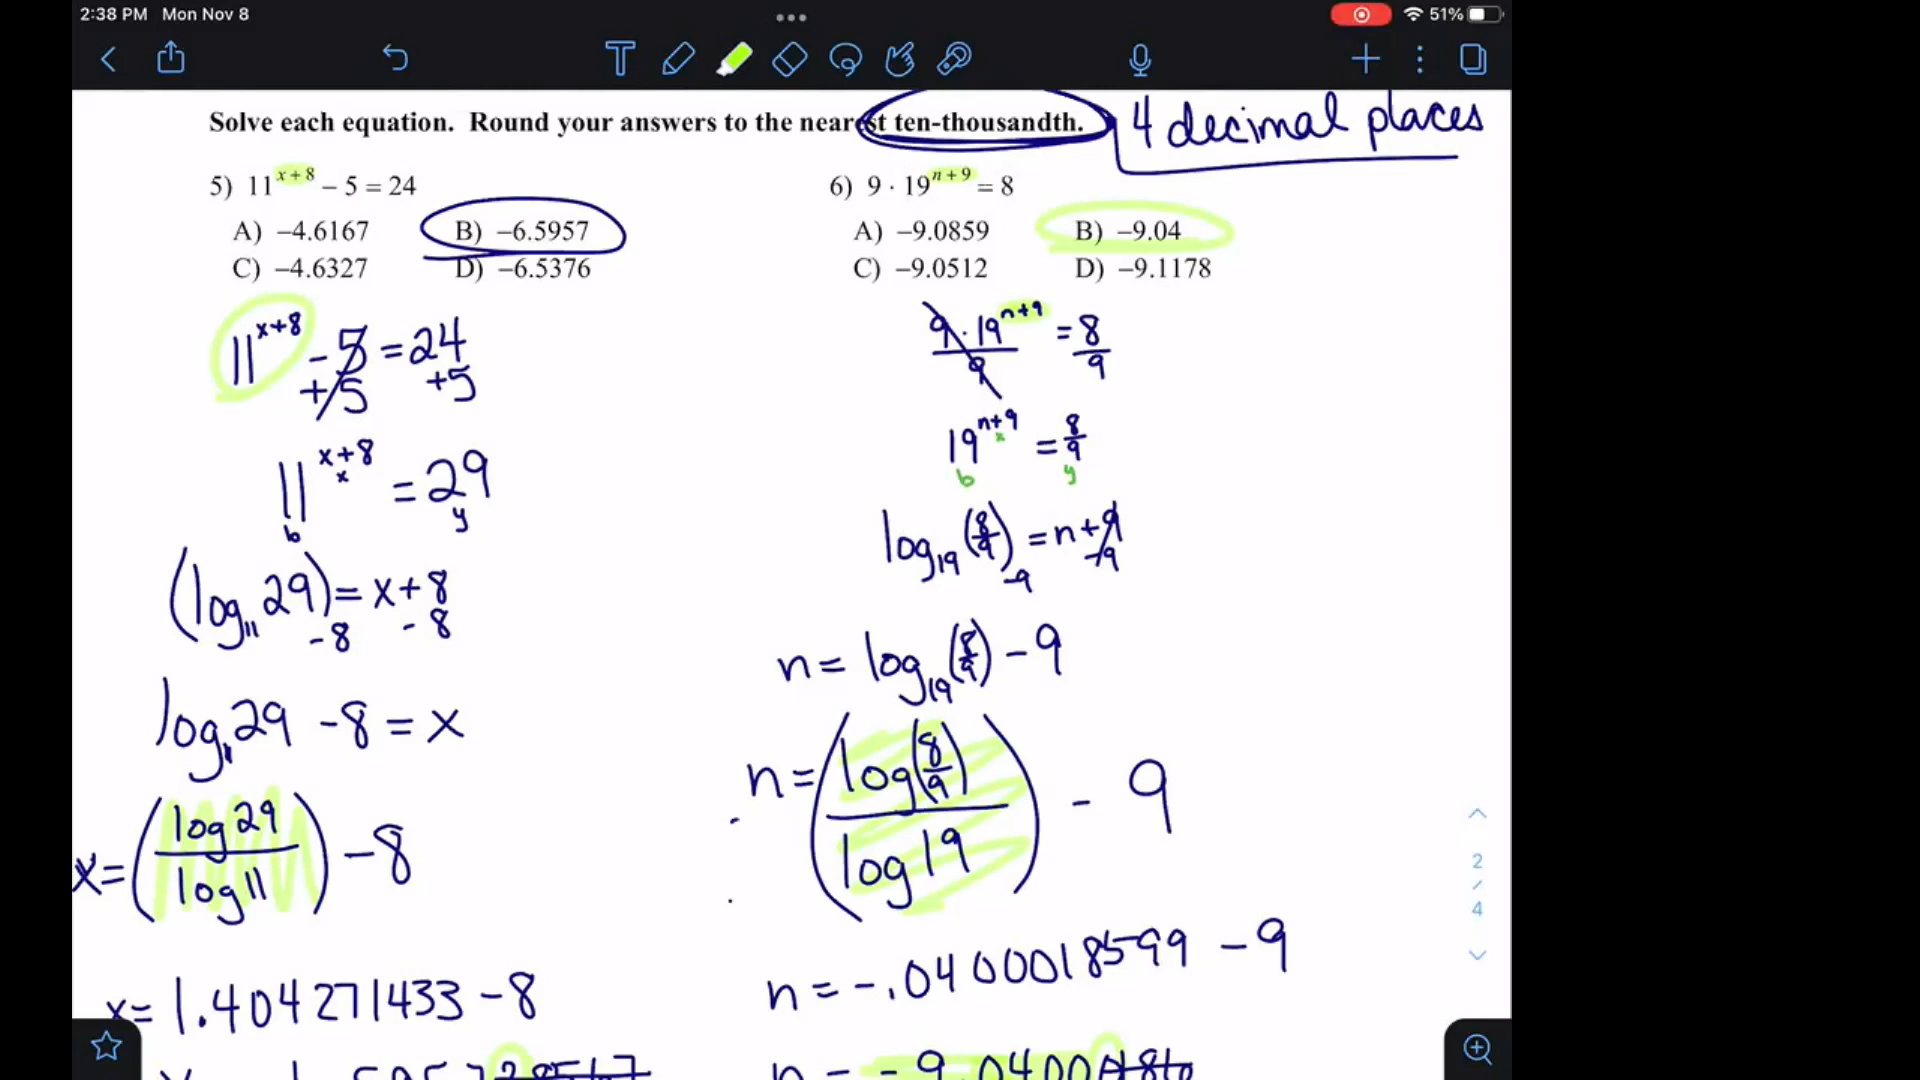 2:38 PM Mon Nov 8
51%
Solve each equation. Round your answers to the nearest ten-thousandth.
4 decimal places
5) 11^(x + 8) − 5 = 24
A) −4.6167 B) −6.5957
C) −4.6327 D) −6.5376
11^(x+8) - 5 = 24
+5 +5
11^(x+8) = 29
x
b y
(log₁₁ 29) = x + 8
-8 -8
log₁₁ 29 - 8 = x
x = (log 29 / log 11) - 8
x = 1.404271433 - 8
6) 9 · 19^(n + 9) = 8
A) −9.0859 B) −9.04
C) −9.0512 D) −9.1178
9 · 19^(n+9) = 8
9 9
19^(n+9) = 8/9
x
b y
log₁₉ (8/9) = n + 9
-9 -9
n = log₁₉ (8/9) - 9
n = (log (8/9) / log 19) - 9
n = -.0400018599 - 9
n = -9.0400
2
/
4